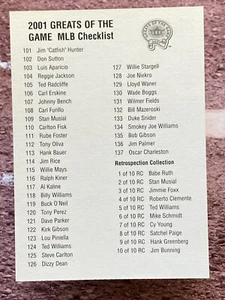 2001 GREATS OF THE
GAME MLB Checklist
101 Jim "Catfish" Hunter
102 Don Sutton
103 Luis Aparicio
104 Reggie Jackson
105 Ted Radcliffe
106 Carl Erskine
107 Johnny Bench
108 Carl Furillo
109 Stan Musial
110 Carlton Fisk
111 Rube Foster
112 Tony Oliva
113 Hank Bauer
114 Jim Rice
115 Willie Mays
116 Ralph Kiner
117 Al Kaline
118 Billy Williams
119 Buck O'Neil
120 Tony Perez
121 Dave Parker
122 Kirk Gibson
123 Lou Piniella
124 Ted Williams
125 Steve Carlton
126 Dizzy Dean
127 Willie Stargell
128 Joe Niekro
129 Lloyd Waner
130 Wade Boggs
131 Wilmer Fields
132 Bill Mazeroski
133 Duke Snider
134 Smokey Joe Williams
135 Bob Gibson
136 Jim Palmer
137 Oscar Charleston
Retrospection Collection
1 of 10 RC Babe Ruth
2 of 10 RC Stan Musial
3 of 10 RC Jimmie Foxx
4 of 10 RC Roberto Clemente
5 of 10 RC Ted Williams
6 of 10 RC Mike Schmidt
7 of 10 RC Cy Young
8 of 10 RC Satchel Paige
9 of 10 RC Hank Greenberg
10 of 10 RC Jim Bunning